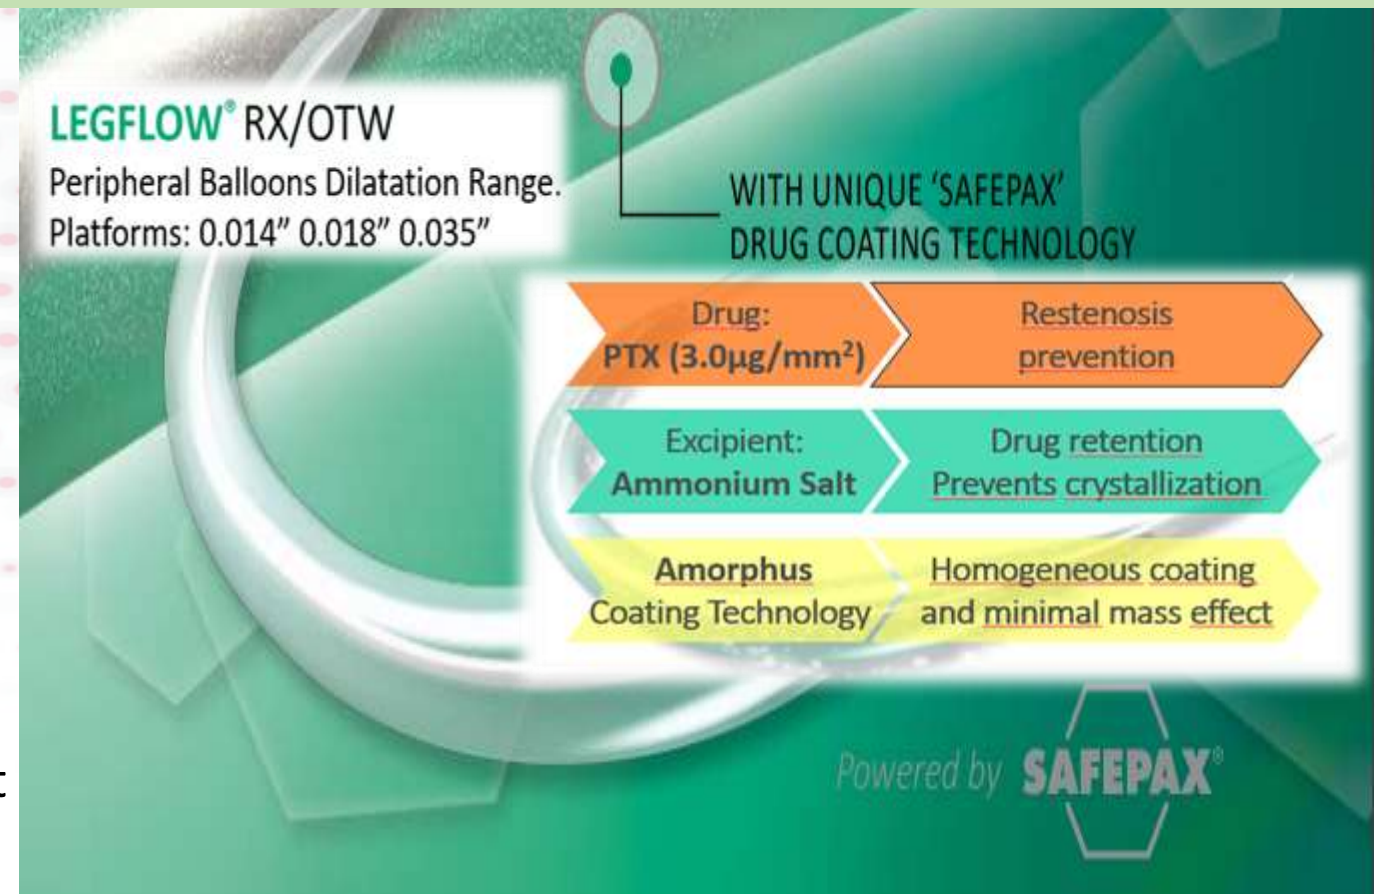 LEGFLOW® RX/OTW
Peripheral Balloons Dilatation Range.
Platforms: 0.014” 0.018” 0.035”
WITH UNIQUE ‘SAFEPAX’
DRUG COATING TECHNOLOGY
Drug:
PTX (3.0µg/mm²)
Restenosis
prevention
Excipient:
Ammonium Salt
Drug retention
Prevents crystallization
Amorphus
Coating Technology
Homogeneous coating
and minimal mass effect
t
Powered by SAFEPAX®